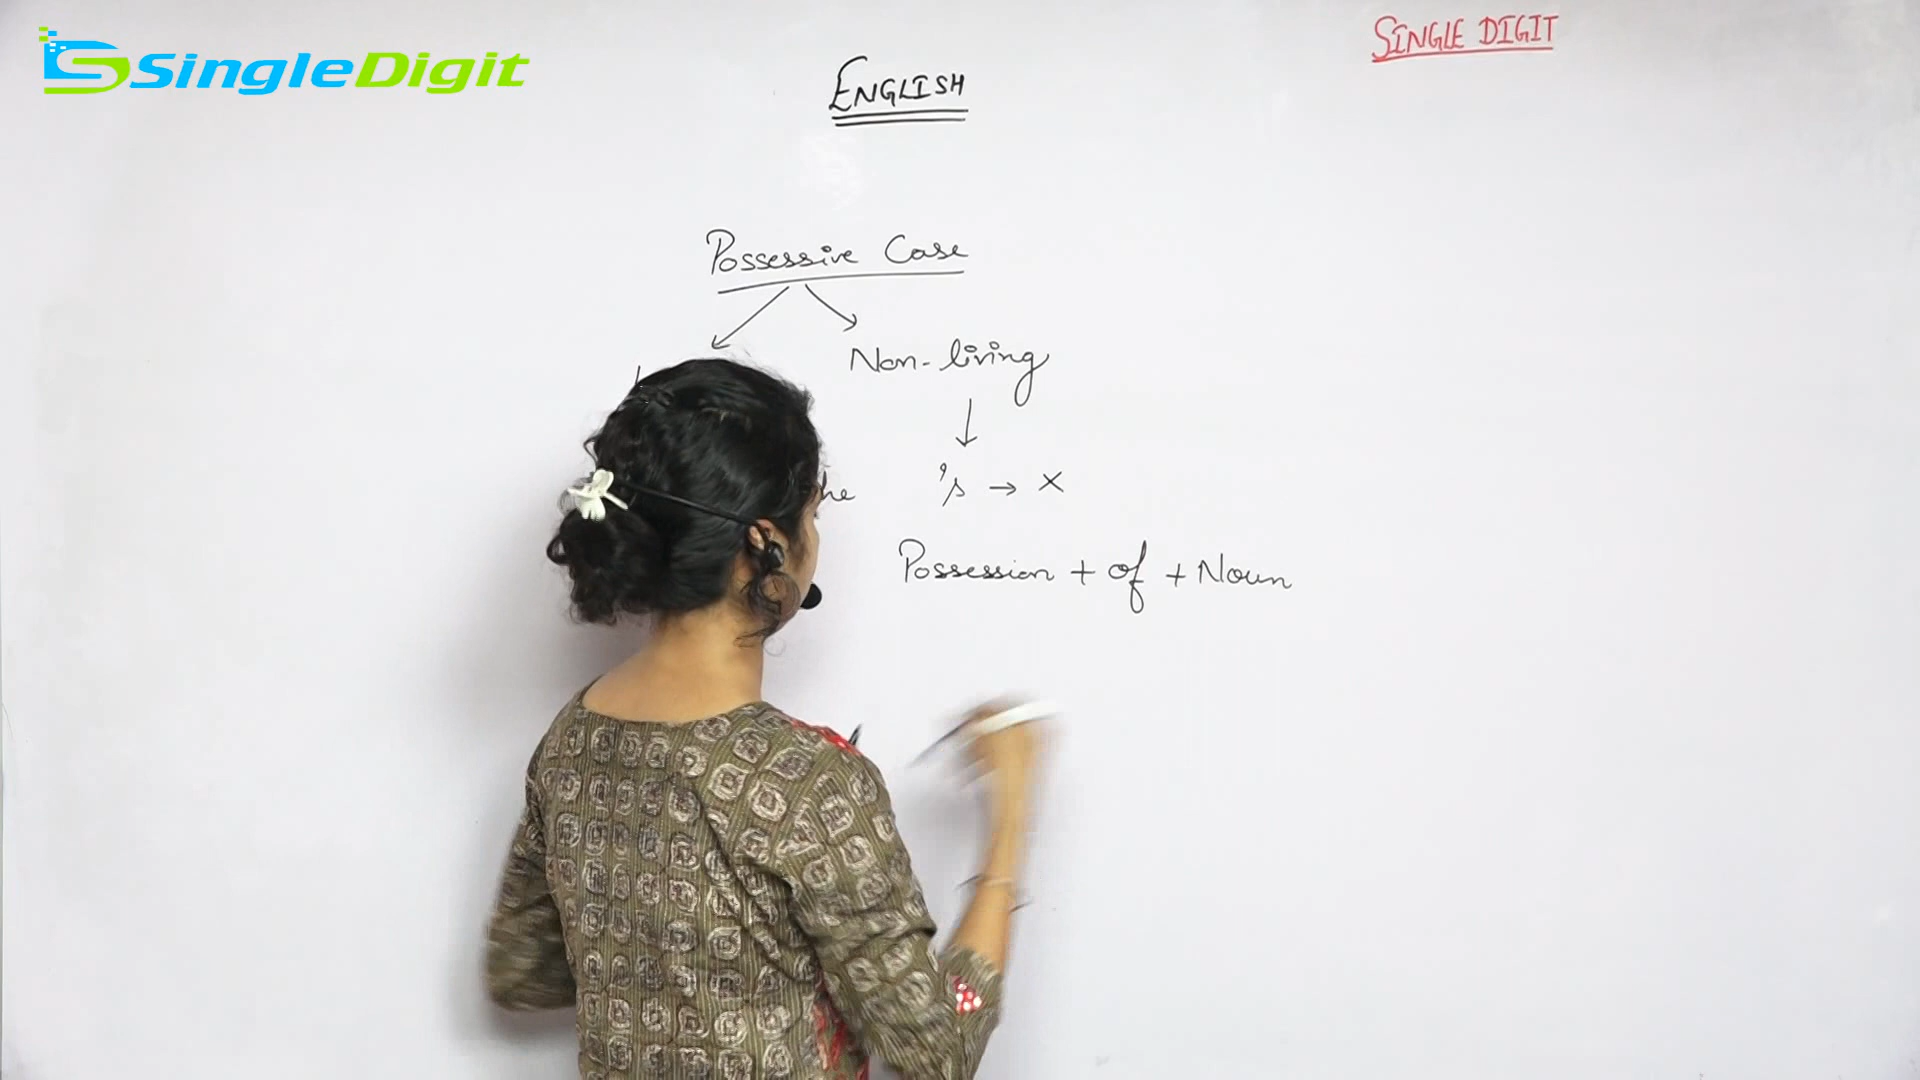 SingleDigit
SINGLE DIGIT
ENGLISH
Possessive Case
Non-living
's → ×
Possession + of + Noun